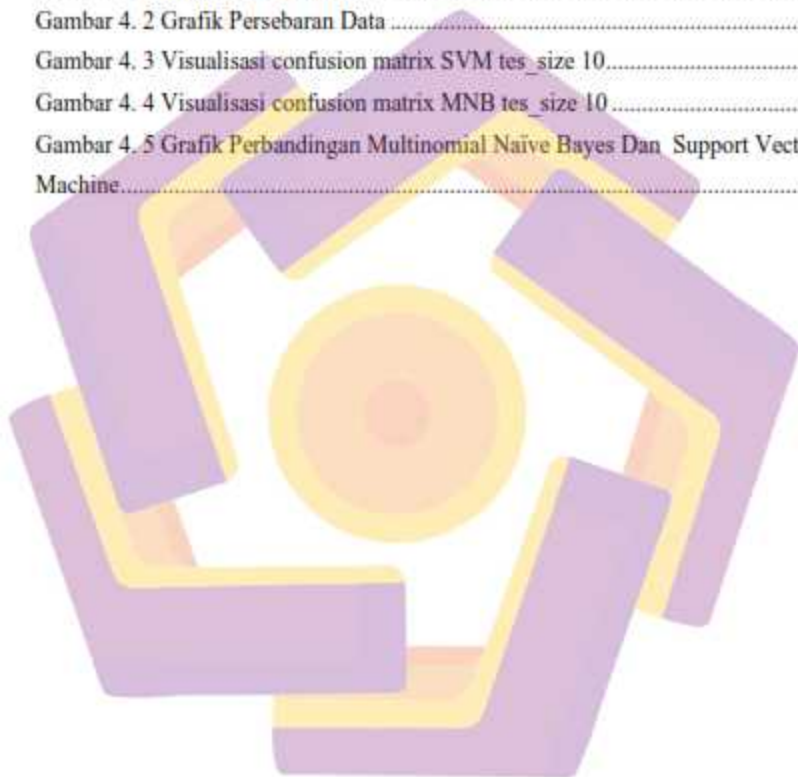 Gambar 4. 2 Grafik Persebaran Data ........................................................................
Gambar 4. 3 Visualisasi confusion matrix SVM tes_size 10..................................
Gambar 4. 4 Visualisasi confusion matrix MNB tes_size 10 .................................
Gambar 4. 5 Grafik Perbandingan Multinomial Naïve Bayes Dan Support Vect
Machine.....................................................................................................................